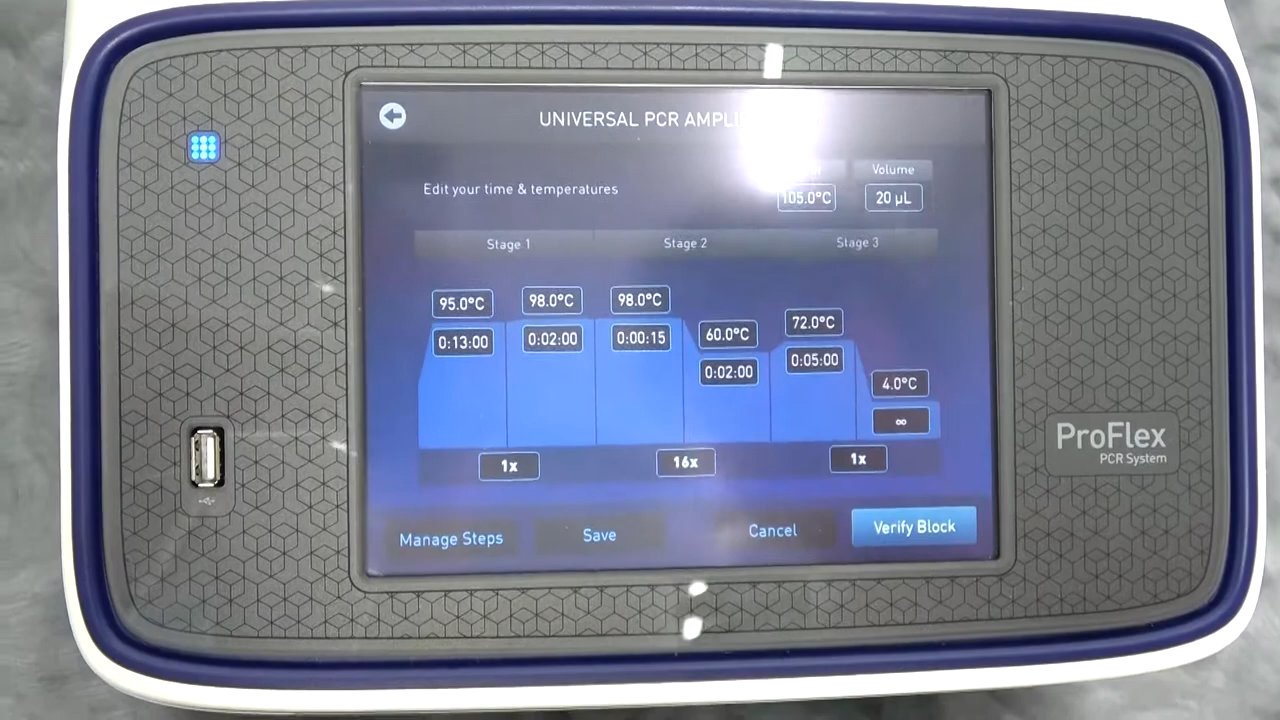 UNIVERSAL PCR
Edit your time & temperatures
Volume
105.0°C
20 µL
Stage 1
Stage 2
Stage 3
95.0°C
98.0°C
98.0°C
60.0°C
72.0°C
4.0°C
0:13:00
0:02:00
0:00:15
0:02:00
0:05:00
∞
1x
16x
1x
Manage Steps
Save
Cancel
Verify Block
ProFlex
PCR System